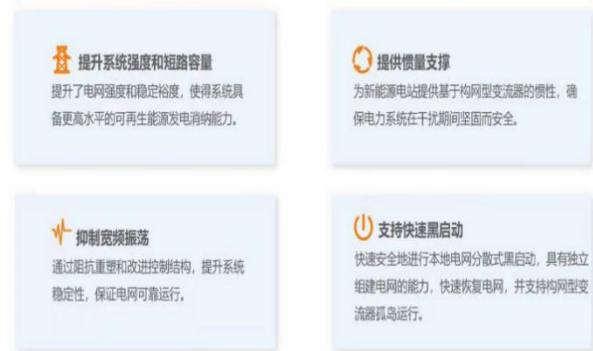 提升系统强度和短路容量
提升了电网强度和稳定裕度，使得系统具
备更高水平的可再生能源发电消纳能力。
提供惯量支撑
为新能源电站提供基于构网型变流器的惯性，确
保电力系统在干扰期间坚固而安全。
抑制宽频振荡
通过阻抗重塑和改进控制结构，提升系统
稳定性，保证电网可靠运行。
支持快速黑启动
快速安全地进行本地电网分散式黑启动，具有独立
组建电网的能力，快速恢复电网，并支持构网型变
流器孤岛运行。